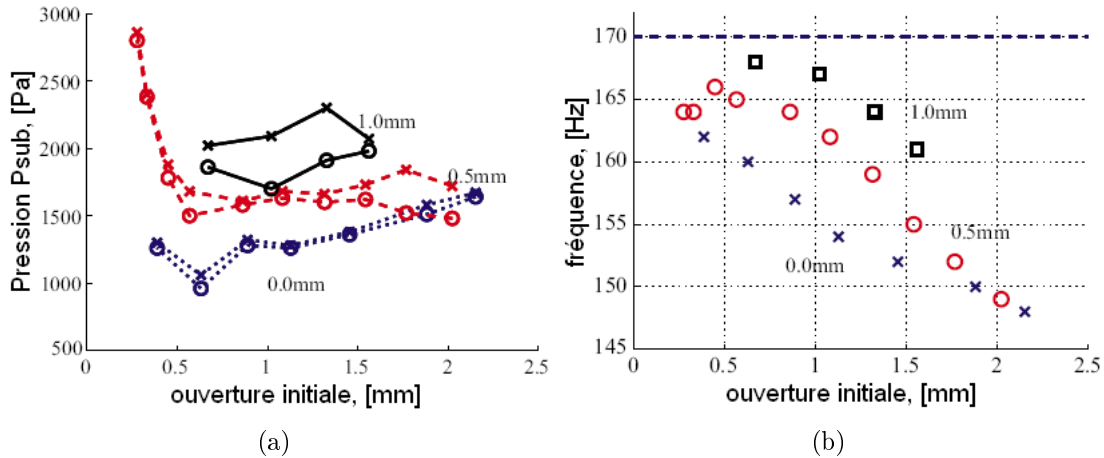 3000
2500
2000
1500
1000
500
Pression Psub, [Pa]
1.0mm
0.5mm
0.0mm
0
0.5
1
1.5
2
2.5
ouverture initiale, [mm]
(a)
170
165
160
155
150
145
fréquence, [Hz]
1.0mm
0.5mm
0.0mm
0
0.5
1
1.5
2
2.5
ouverture initiale, [mm]
(b)